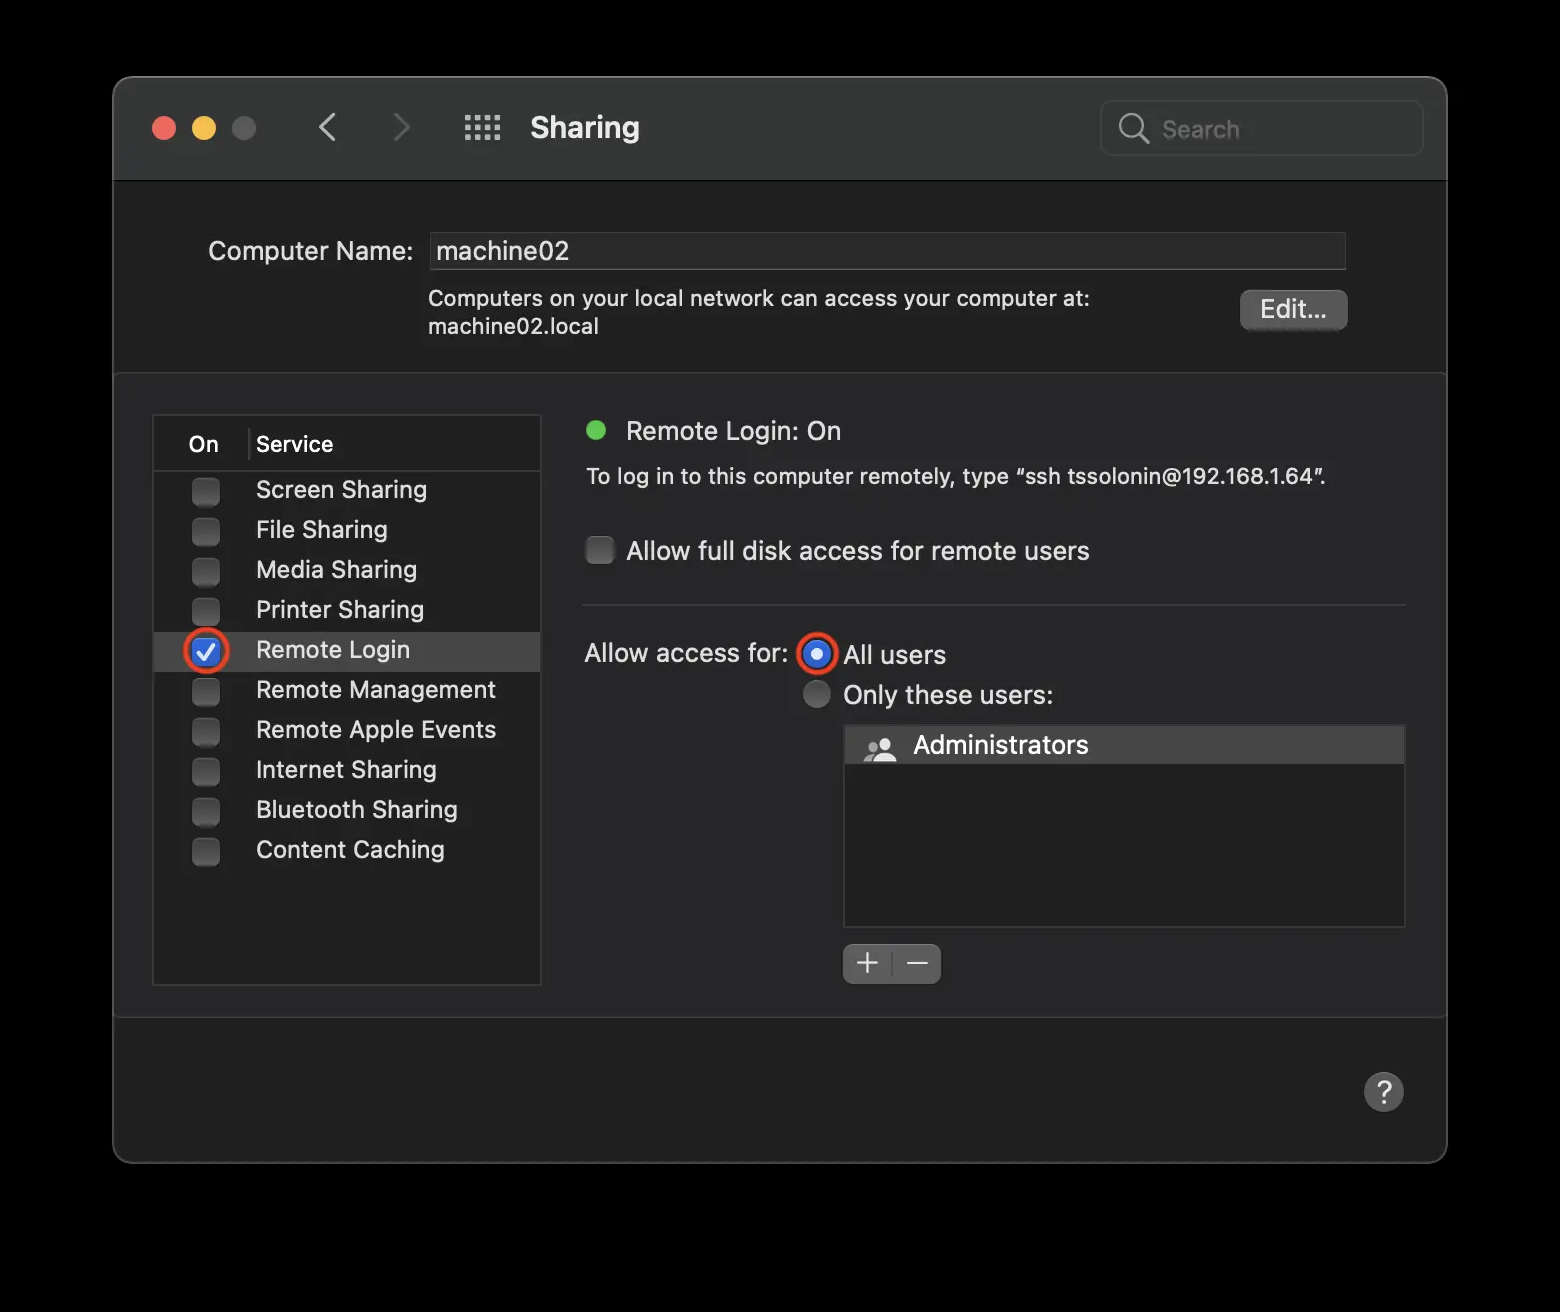 Sharing
Search
Computer Name: machine02
Computers on your local network can access your computer at:
machine02.local
Edit...
On Service
Screen Sharing
File Sharing
Media Sharing
Printer Sharing
Remote Login
Remote Management
Remote Apple Events
Internet Sharing
Bluetooth Sharing
Content Caching
Remote Login: On
To log in to this computer remotely, type “ssh tssolonin@192.168.1.64”.
Allow full disk access for remote users
Allow access for: All users
Only these users:
Administrators
+ −
?